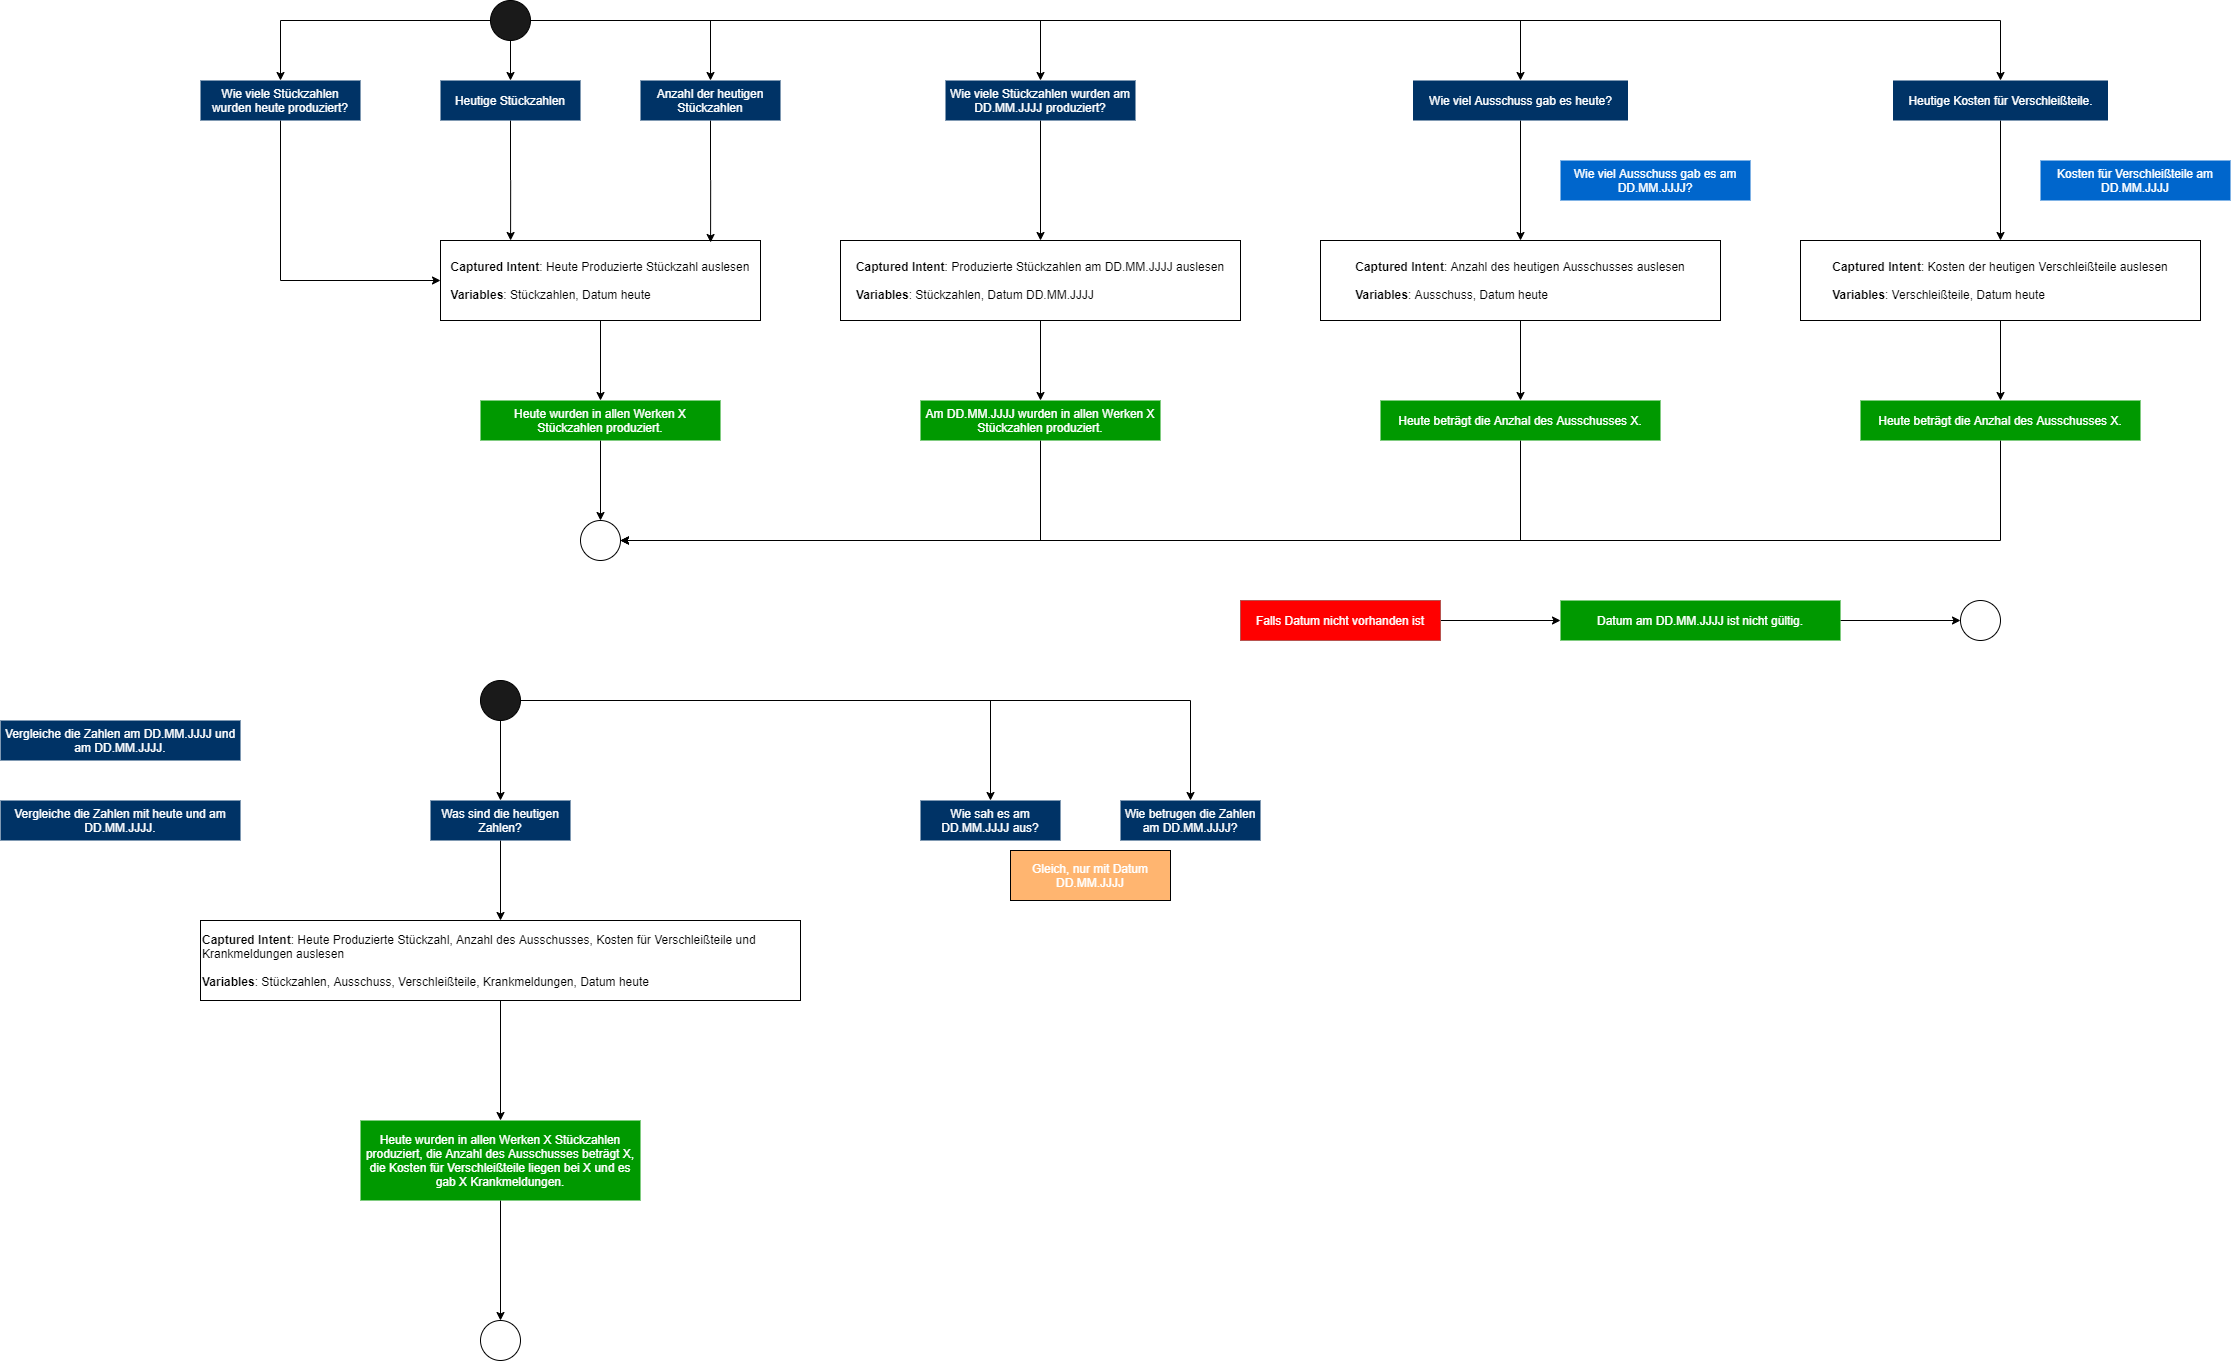 Wie viele Stückzahlen
wurden heute produziert?
Heutige Stückzahlen
Anzahl der heutigen
Stückzahlen
Wie viele Stückzahlen wurden am
DD.MM.JJJJ produziert?
Wie viel Ausschuss gab es heute?
Heutige Kosten für Verschleißteile.
Wie viel Ausschuss gab es am
DD.MM.JJJJ?
Kosten für Verschleißteile am
DD.MM.JJJJ
Captured Intent: Heute Produzierte Stückzahl auslesen
Variables: Stückzahlen, Datum heute
Captured Intent: Produzierte Stückzahlen am DD.MM.JJJJ auslesen
Variables: Stückzahlen, Datum DD.MM.JJJJ
Captured Intent: Anzahl des heutigen Ausschusses auslesen
Variables: Ausschuss, Datum heute
Captured Intent: Kosten der heutigen Verschleißteile auslesen
Variables: Verschleißteile, Datum heute
Heute wurden in allen Werken X
Stückzahlen produziert.
Am DD.MM.JJJJ wurden in allen Werken X
Stückzahlen produziert.
Heute beträgt die Anzhal des Ausschusses X.
Heute beträgt die Anzhal des Ausschusses X.
Falls Datum nicht vorhanden ist
Datum am DD.MM.JJJJ ist nicht gültig.
Vergleiche die Zahlen am DD.MM.JJJJ und
am DD.MM.JJJJ.
Vergleiche die Zahlen mit heute und am
DD.MM.JJJJ.
Was sind die heutigen
Zahlen?
Wie sah es am
DD.MM.JJJJ aus?
Wie betrugen die Zahlen
am DD.MM.JJJJ?
Gleich, nur mit Datum
DD.MM.JJJJ
Captured Intent: Heute Produzierte Stückzahl, Anzahl des Ausschusses, Kosten für Verschleißteile und
Krankmeldungen auslesen
Variables: Stückzahlen, Ausschuss, Verschleißteile, Krankmeldungen, Datum heute
Heute wurden in allen Werken X Stückzahlen
produziert, die Anzahl des Ausschusses beträgt X,
die Kosten für Verschleißteile liegen bei X und es
gab X Krankmeldungen.